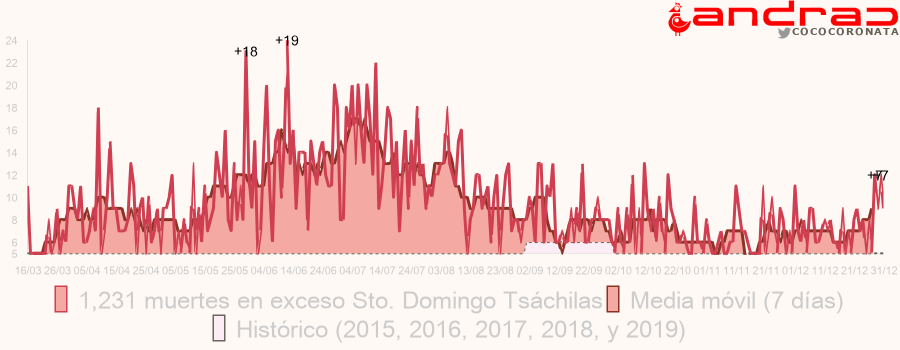 andrac
COCOCORONATA
24
22
20
18
16
14
12
10
8
6
5
+18
+19
16/03 26/03 05/04 16/04 25/04 05/05 15/05 25/05 04/06 14/06 24/06 04/07 14/07 24/07 03/08 13/08 23/08 02/09 12/09 22/09 02/10 12/10 22/10 01/11 11/11 21/11 01/12 11/12 21/12 31/12
1,231 muertes en exceso Sto. Domingo Tsáchilas Media móvil (7 días)
Histórico (2015, 2016, 2017, 2018, y 2019)